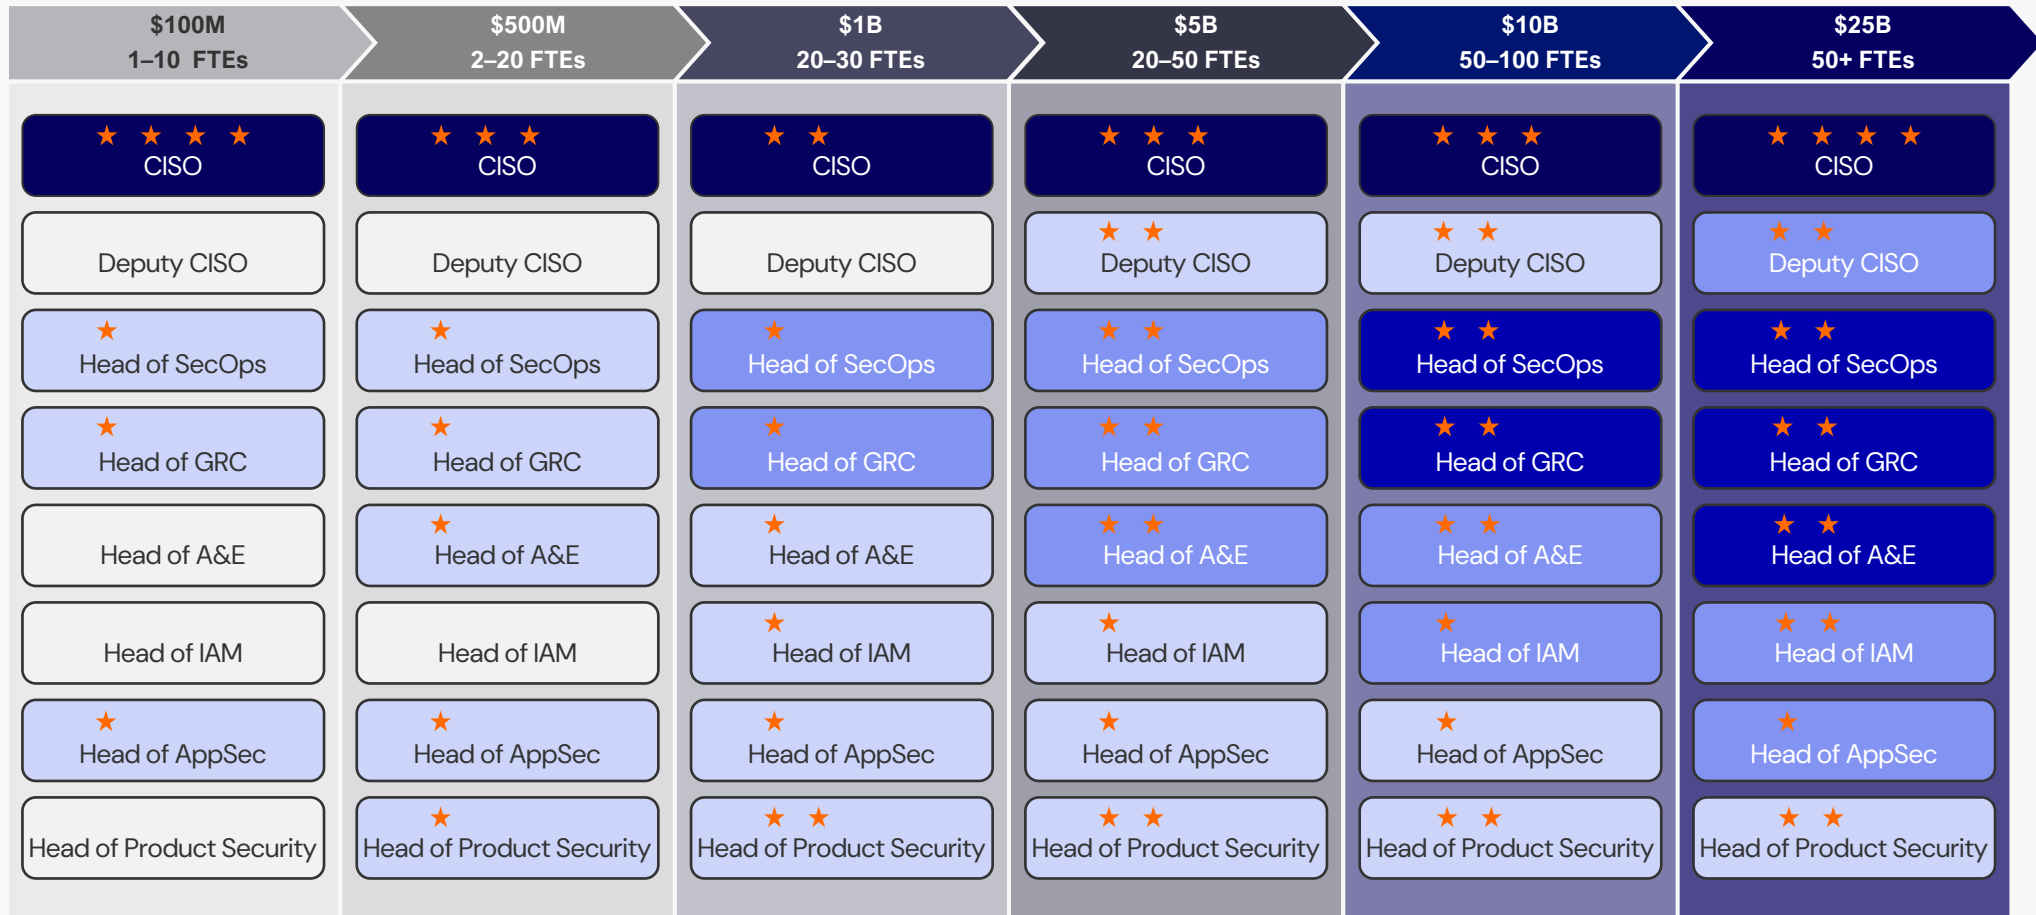 $100M
1–10 FTEs
$500M
2–20 FTEs
$1B
20–30 FTEs
$5B
20–50 FTEs
$10B
50–100 FTEs
$25B
50+ FTEs
CISO
CISO
CISO
CISO
CISO
CISO
Deputy CISO
Deputy CISO
Deputy CISO
Deputy CISO
Deputy CISO
Deputy CISO
Head of SecOps
Head of SecOps
Head of SecOps
Head of SecOps
Head of SecOps
Head of SecOps
Head of GRC
Head of GRC
Head of GRC
Head of GRC
Head of GRC
Head of GRC
Head of A&E
Head of A&E
Head of A&E
Head of A&E
Head of A&E
Head of A&E
Head of IAM
Head of IAM
Head of IAM
Head of IAM
Head of IAM
Head of IAM
Head of AppSec
Head of AppSec
Head of AppSec
Head of AppSec
Head of AppSec
Head of AppSec
Head of Product Security
Head of Product Security
Head of Product Security
Head of Product Security
Head of Product Security
Head of Product Security